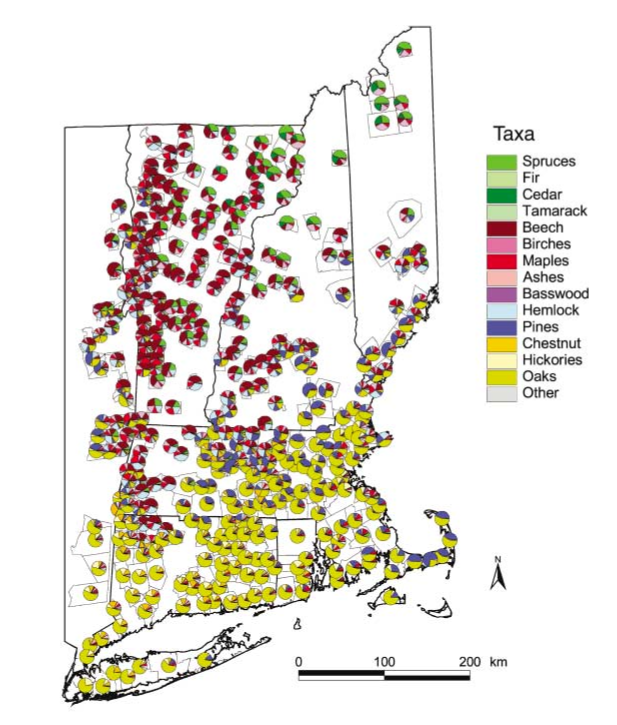 Taxa
Spruces
Fir
Cedar
Tamarack
Beech
Birches
Maples
Ashes
Basswood
Hemlock
Pines
Chestnut
Hickories
Oaks
Other
N
0 100 200 km